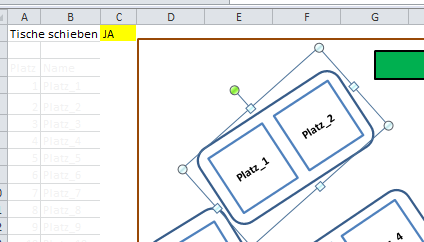 A B C D E F G
Tische schieben JA
Platz Name
1 Platz_1
2 Platz_2
3 Platz_3
4 Platz_4
5 Platz_5
6 Platz_6
7 Platz_7
8 Platz_8
9 Platz_9
Platz_1
Platz_2
4